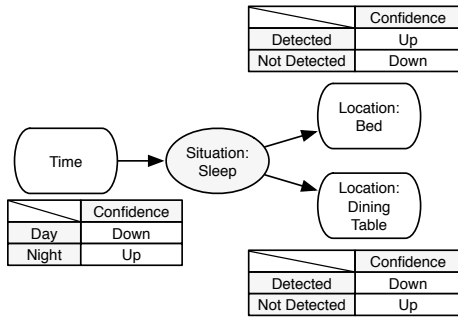 Confidence
Detected Up
Not Detected Down
Location:
Bed
Time
Situation:
Sleep
Location:
Dining
Table
Confidence
Day Down
Night Up
Confidence
Detected Down
Not Detected Up